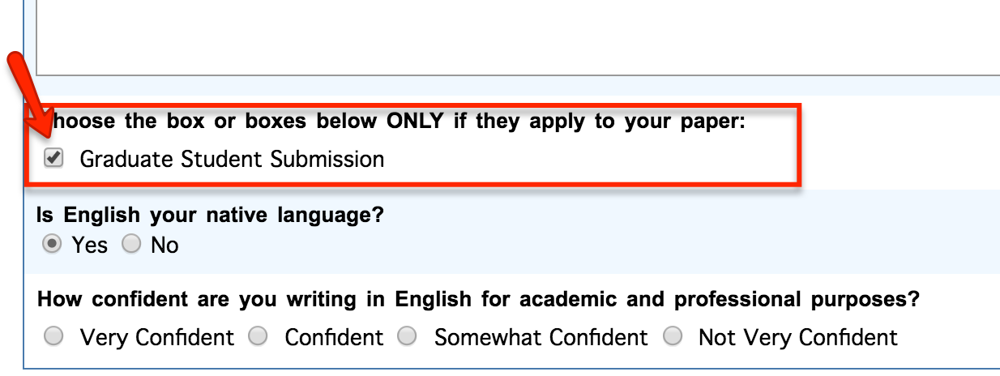 hoose the box or boxes below ONLY if they apply to your paper:
Graduate Student Submission
Is English your native language?
Yes No
How confident are you writing in English for academic and professional purposes?
Very Confident Confident Somewhat Confident Not Very Confident